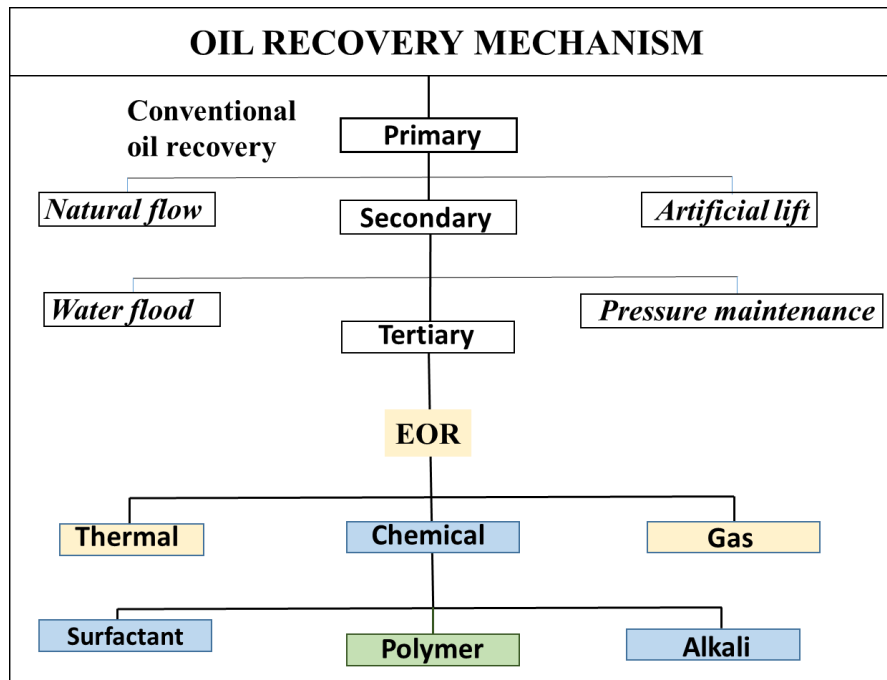 OIL RECOVERY MECHANISM
Conventional
oil recovery
Primary
Natural flow
Secondary
Artificial lift
Water flood
Pressure maintenance
Tertiary
EOR
Thermal
Chemical
Gas
Surfactant
Polymer
Alkali